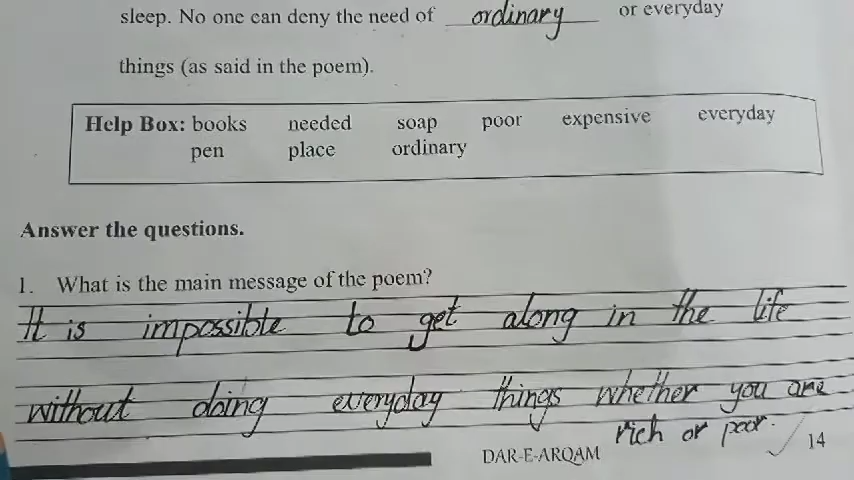 sleep. No one can deny the need of ordinary or everyday
things (as said in the poem).
Help Box: books needed soap poor expensive everyday
pen place ordinary
Answer the questions.
1. What is the main message of the poem?
It is impossible to get along in the life
without doing everyday things whether you are
rich or poor.
DAR-E-ARQAM 14